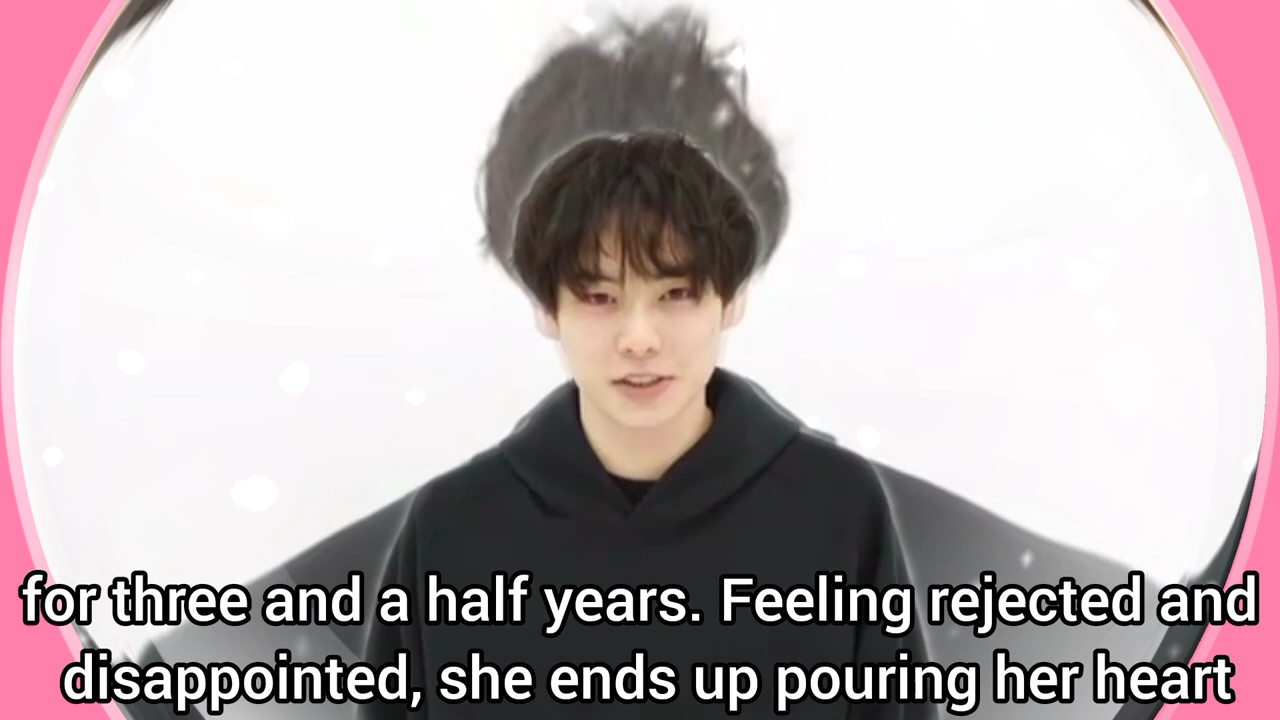 for three and a half years. Feeling rejected and
disappointed, she ends up pouring her heart